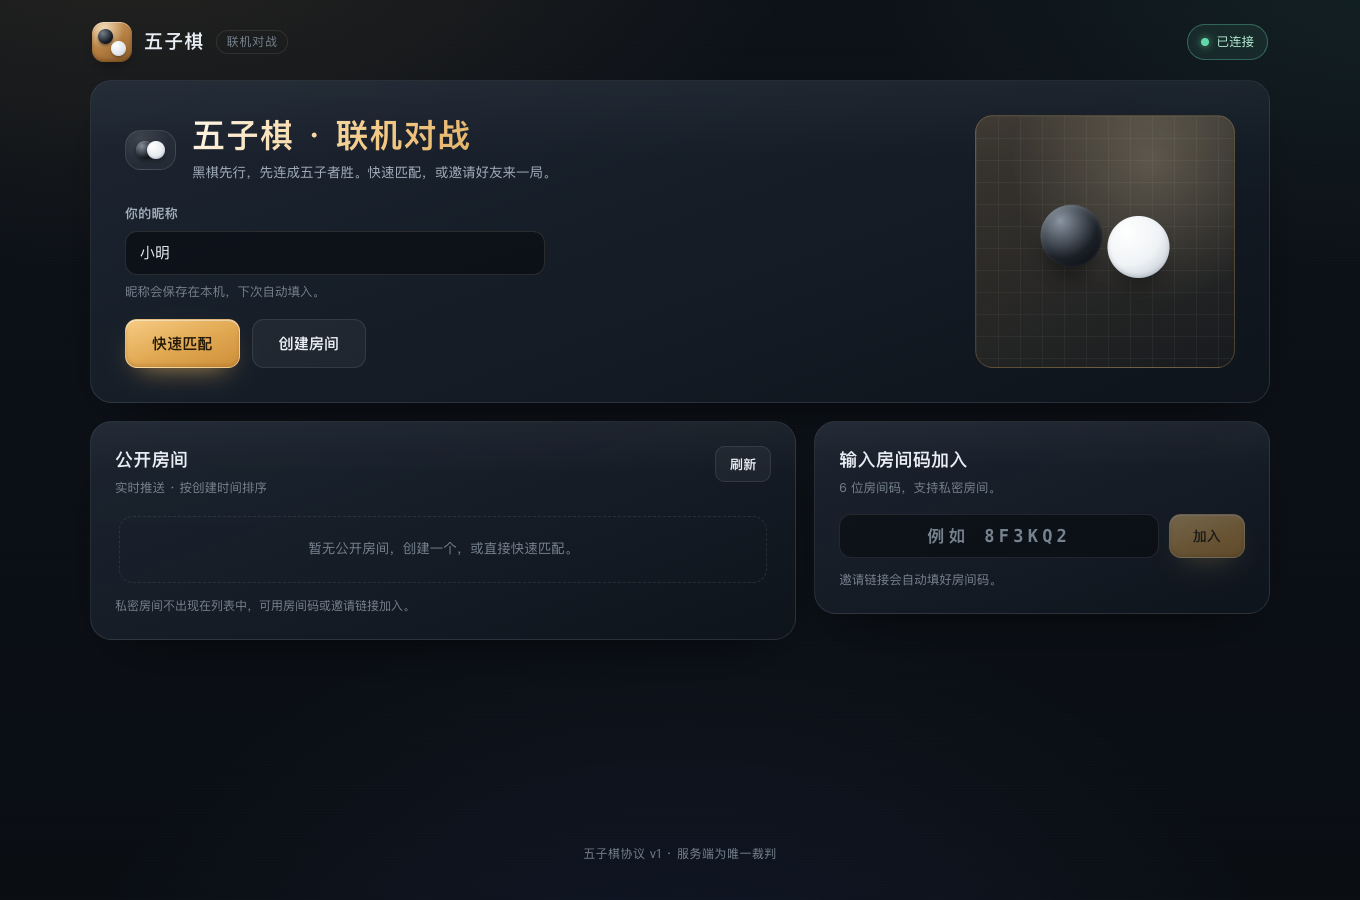 五子棋
联机对战
已连接
五子棋 · 联机对战
黑棋先行，先连成五子者胜。快速匹配，或邀请好友来一局。
你的昵称
小明
昵称会保存在本机，下次自动填入。
快速匹配
创建房间
公开房间
刷新
实时推送 · 按创建时间排序
暂无公开房间，创建一个，或直接快速匹配。
私密房间不出现在列表中，可用房间码或邀请链接加入。
输入房间码加入
6 位房间码，支持私密房间。
例如 8F3KQ2
加入
邀请链接会自动填好房间码。
五子棋协议 v1 · 服务端为唯一裁判